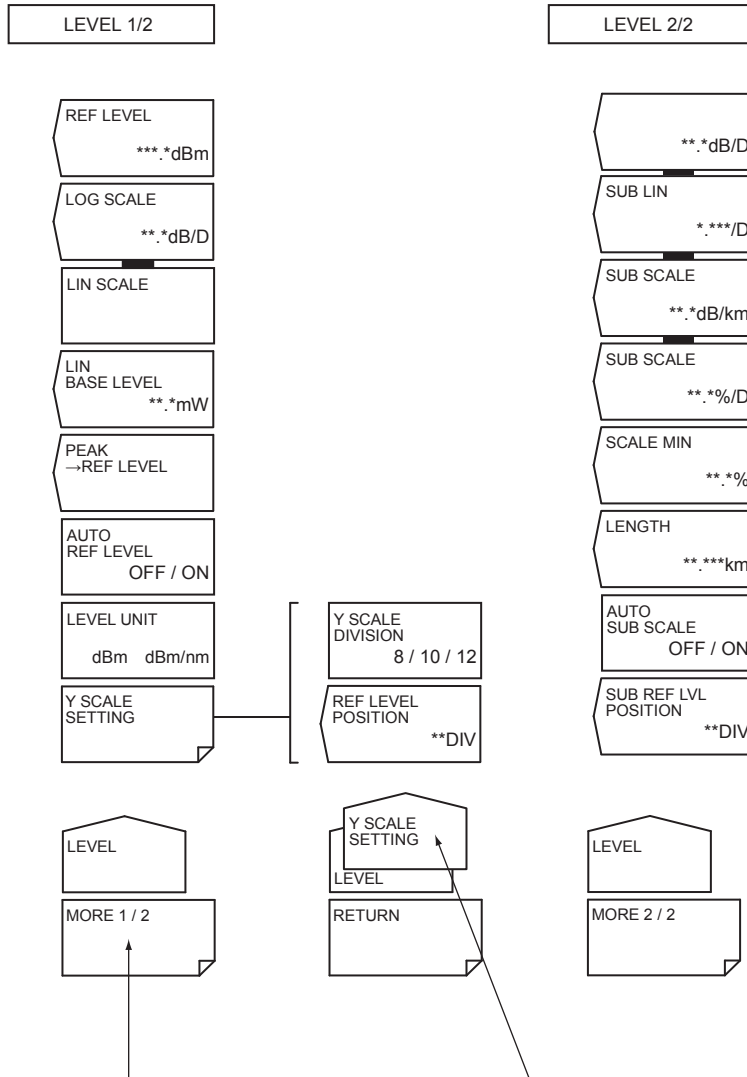 LEVEL 1/2
REF LEVEL
***.*dBm
LOG SCALE
**.*dB/D
LIN SCALE
LIN
BASE LEVEL
**.*mW
PEAK
→REF LEVEL
AUTO
REF LEVEL
OFF / ON
LEVEL UNIT
dBm dBm/nm
Y SCALE
SETTING
LEVEL
MORE 1 / 2
Y SCALE
DIVISION
8 / 10 / 12
REF LEVEL
POSITION
**DIV
Y SCALE
SETTING
LEVEL
RETURN
LEVEL 2/2
**.*dB/D
SUB LIN
*.***/D
SUB SCALE
**.*dB/km
SUB SCALE
**.*%/D
SCALE MIN
**.*%
LENGTH
**.***km
AUTO
SUB SCALE
OFF / ON
SUB REF LVL
POSITION
**DIV
LEVEL
MORE 2 / 2